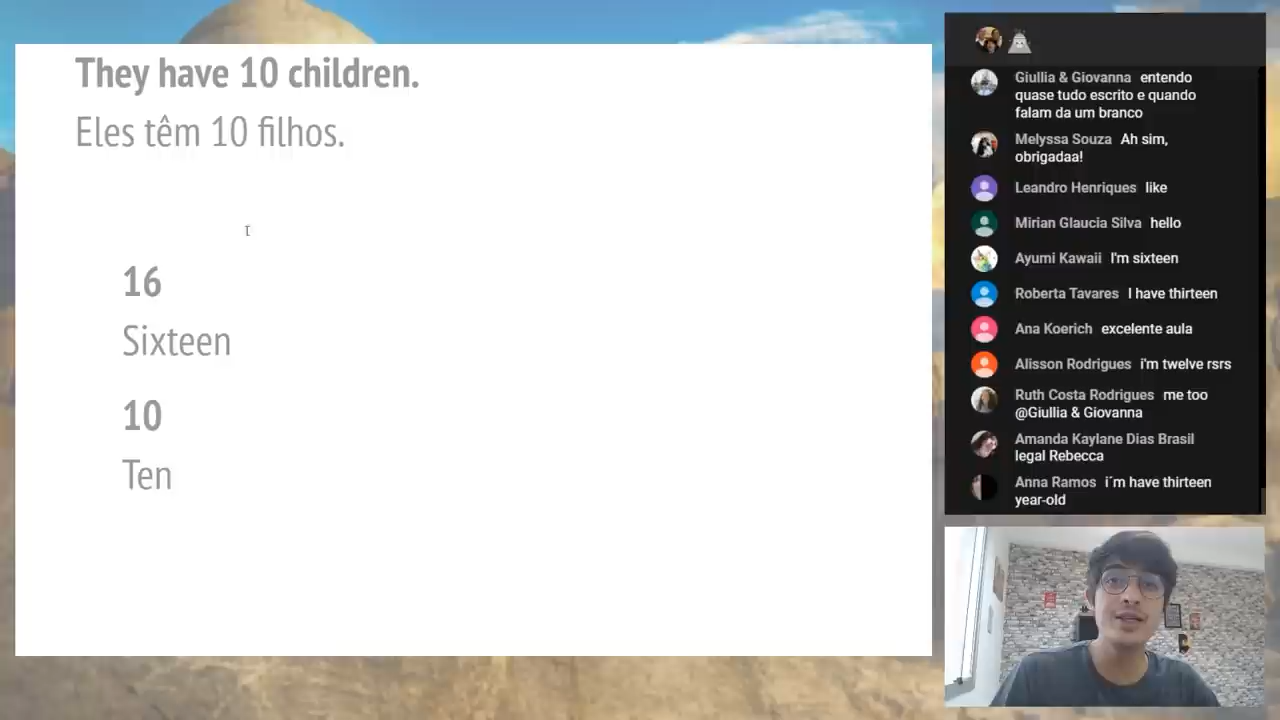 They have 10 children.
Eles têm 10 filhos.
16
Sixteen
10
Ten
Giullia & Giovanna entendo
quase tudo escrito e quando
falam da um branco
Melyssa Souza Ah sim,
obrigadaa!
Leandro Henriques like
Mirian Glaucia Silva hello
Ayumi Kawaii I'm sixteen
Roberta Tavares I have thirteen
Ana Koerich excelente aula
Alisson Rodrigues i'm twelve rsrs
Ruth Costa Rodrigues me too
@Giullia & Giovanna
Amanda Kaylane Dias Brasil
legal Rebecca
Anna Ramos i´m have thirteen
year-old